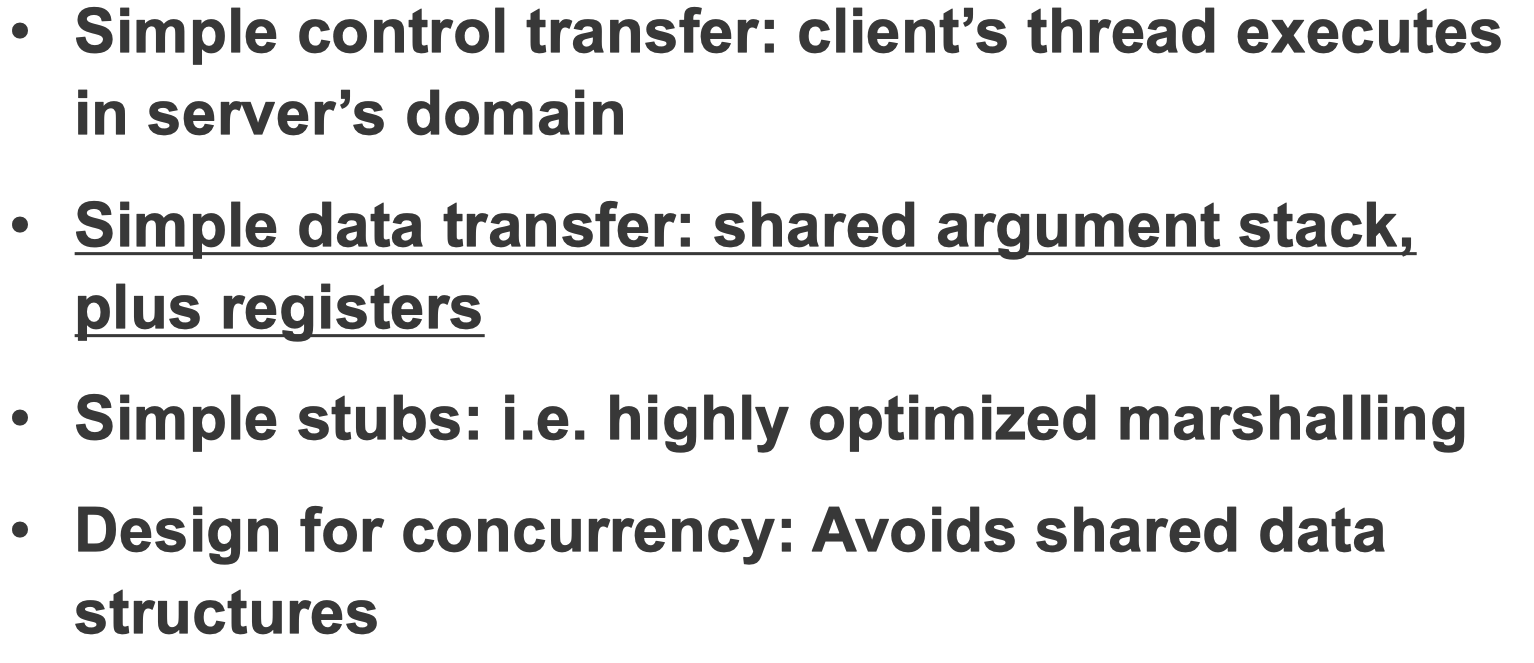 • Simple control transfer: client’s thread executes
in server’s domain
• Simple data transfer: shared argument stack,
plus registers
• Simple stubs: i.e. highly optimized marshalling
• Design for concurrency: Avoids shared data
structures